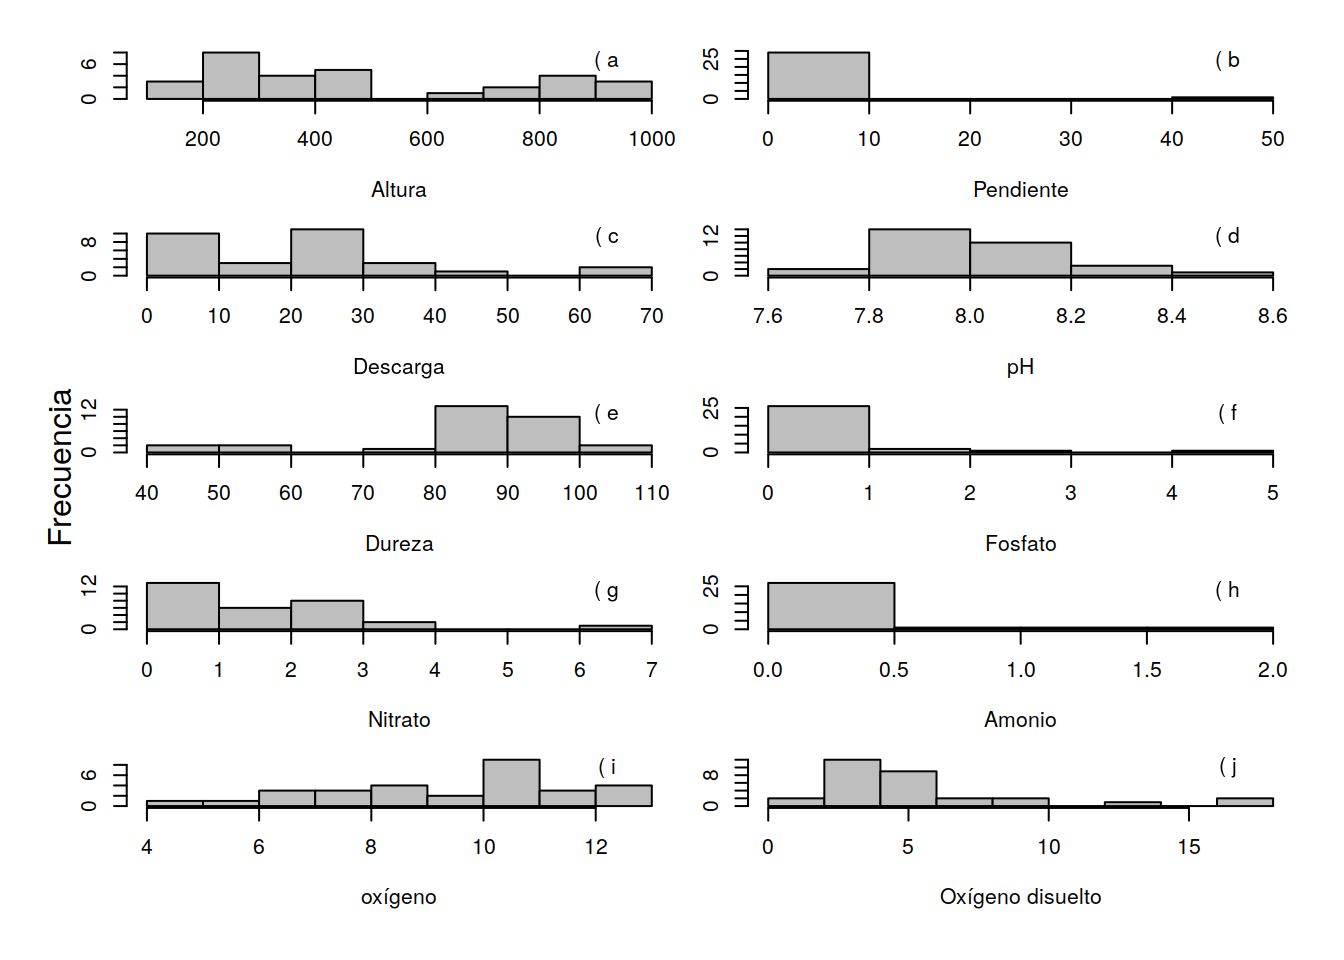 Frecuencia
6
0
( a
200 400 600 800 1000
Altura
25
0
( b
0 10 20 30 40 50
Pendiente
8
0
( c
0 10 20 30 40 50 60 70
Descarga
12
0
( d
7.6 7.8 8.0 8.2 8.4 8.6
pH
12
0
( e
40 50 60 70 80 90 100 110
Dureza
25
0
( f
0 1 2 3 4 5
Fosfato
12
0
( g
0 1 2 3 4 5 6 7
Nitrato
25
0
( h
0.0 0.5 1.0 1.5 2.0
Amonio
6
0
( i
4 6 8 10 12
oxígeno
8
0
( j
0 5 10 15
Oxígeno disuelto